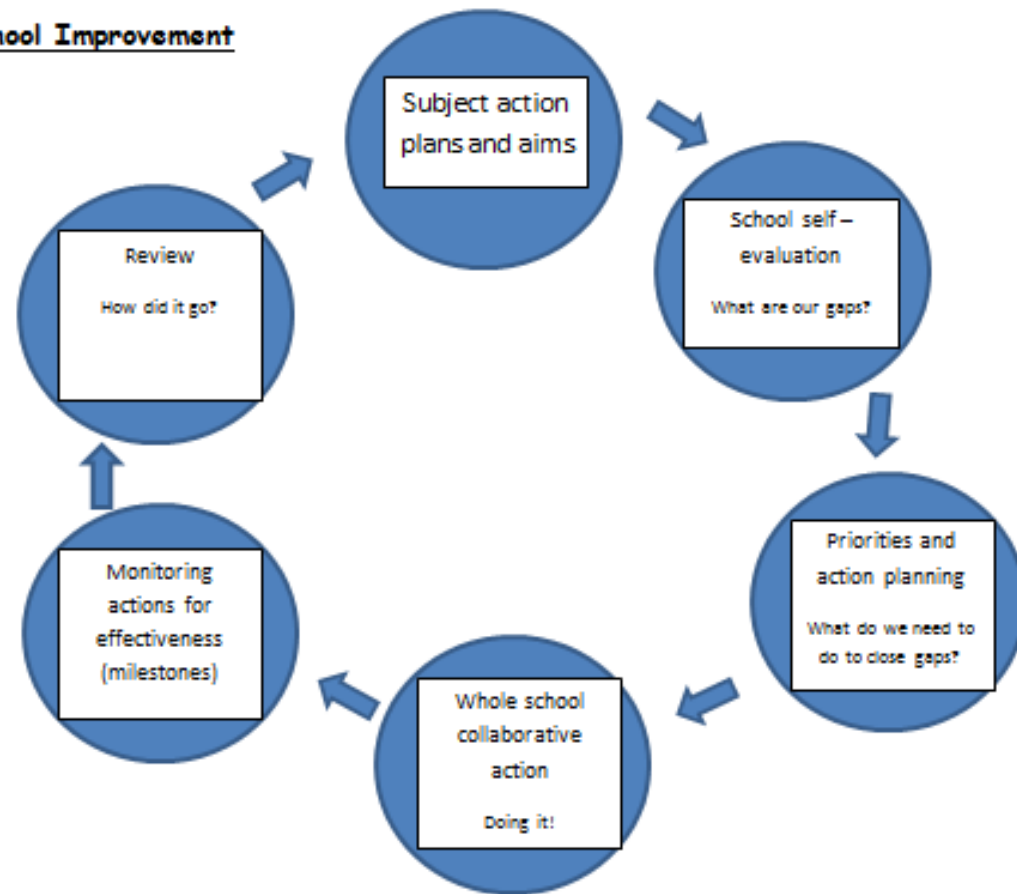 hool Improvement
Subject action
plans and aims
School self –
evaluation
What are our gaps?
Priorities and
action planning
What do we need to
do to close gaps?
Whole school
collaborative
action
Doing it!
Monitoring
actions for
effectiveness
(milestones)
Review
How did it go?